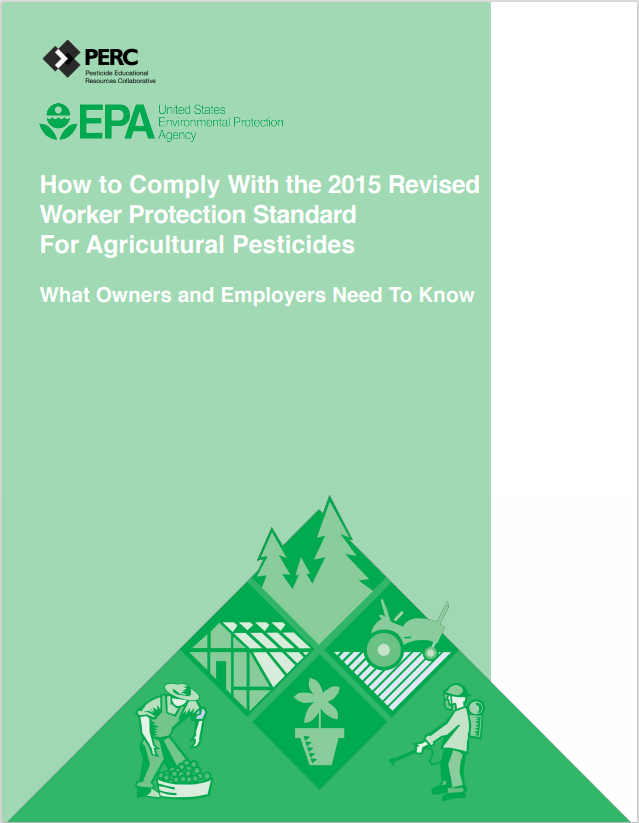 PERC
Pesticide Educational
Resources Collaborative
EPA
United States
Environmental Protection
Agency
How to Comply With the 2015 Revised
Worker Protection Standard
For Agricultural Pesticides
What Owners and Employers Need To Know